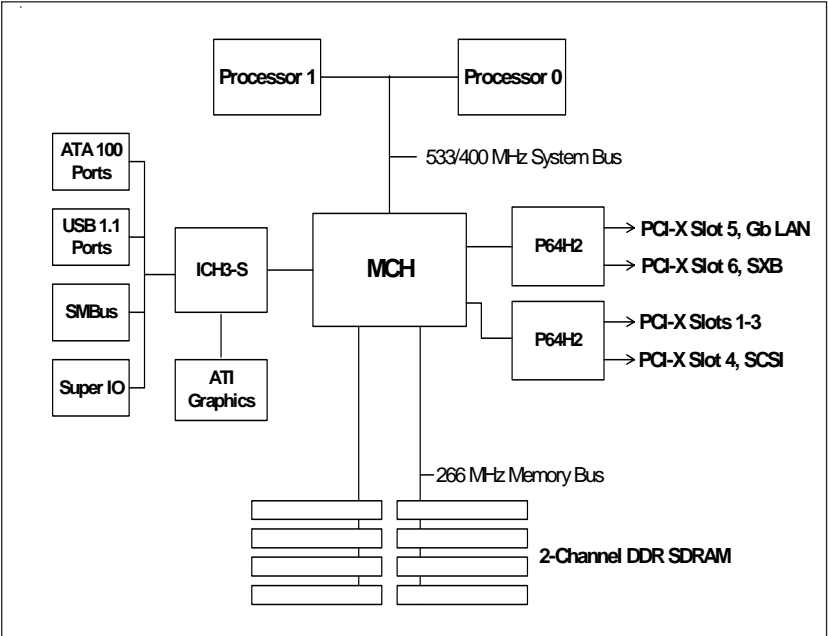 Processor 1
Processor 0
533/400 MHz System Bus
ATA 100
Ports
USB 1.1
Ports
SMBus
Super IO
ICH3-S
ATI
Graphics
MCH
P64H2
PCI-X Slot 5, Gb LAN
PCI-X Slot 6, SXB
P64H2
PCI-X Slots 1-3
PCI-X Slot 4, SCSI
266 MHz Memory Bus
2-Channel DDR SDRAM